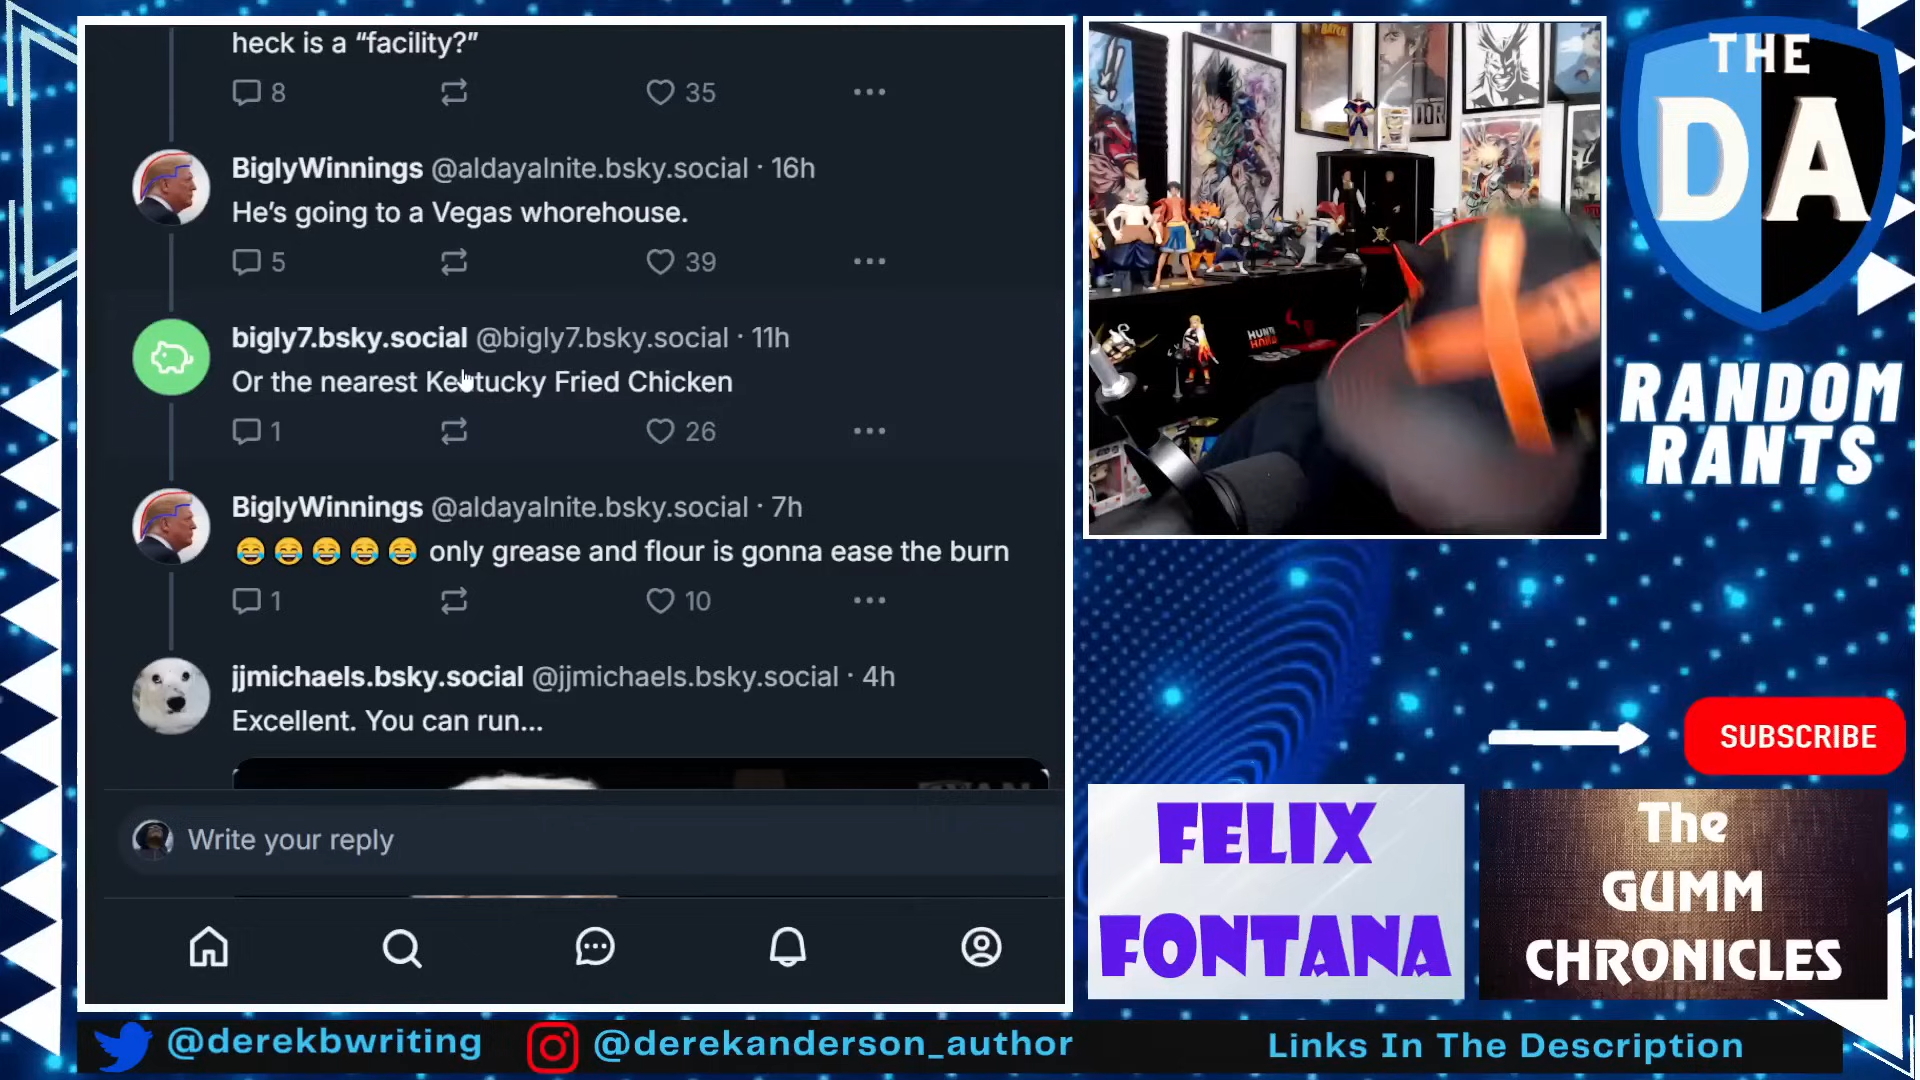 heck is a “facility?”
8 35
BiglyWinnings @aldayalnite.bsky.social · 16h
He’s going to a Vegas whorehouse.
5 39
bigly7.bsky.social @bigly7.bsky.social · 11h
Or the nearest Kentucky Fried Chicken
1 26
BiglyWinnings @aldayalnite.bsky.social · 7h
😂😂😂😂😂 only grease and flour is gonna ease the burn
1 10
jjmichaels.bsky.social @jjmichaels.bsky.social · 4h
Excellent. You can run...
Write your reply
THE
DA
RANDOM
RANTS
SUBSCRIBE
FELIX
FONTANA
The
GUMM
CHRONICLES
@derekbwriting @derekanderson_author Links In The Description